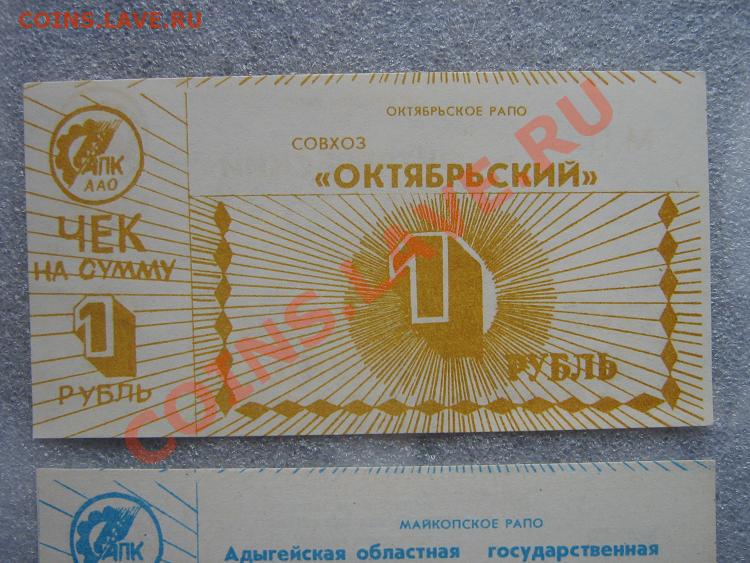 COINS.LAVE.RU
ОКТЯБРЬСКОЕ РАПО
СОВХОЗ
«ОКТЯБРЬСКИЙ»
АПК
ААО
ЧЕК
НА СУММУ
1
РУБЛЬ
1
РУБЛЬ
COINS.LAVE.RU
АПК
МАЙКОПСКОЕ РАПО
Адыгейская областная государственная